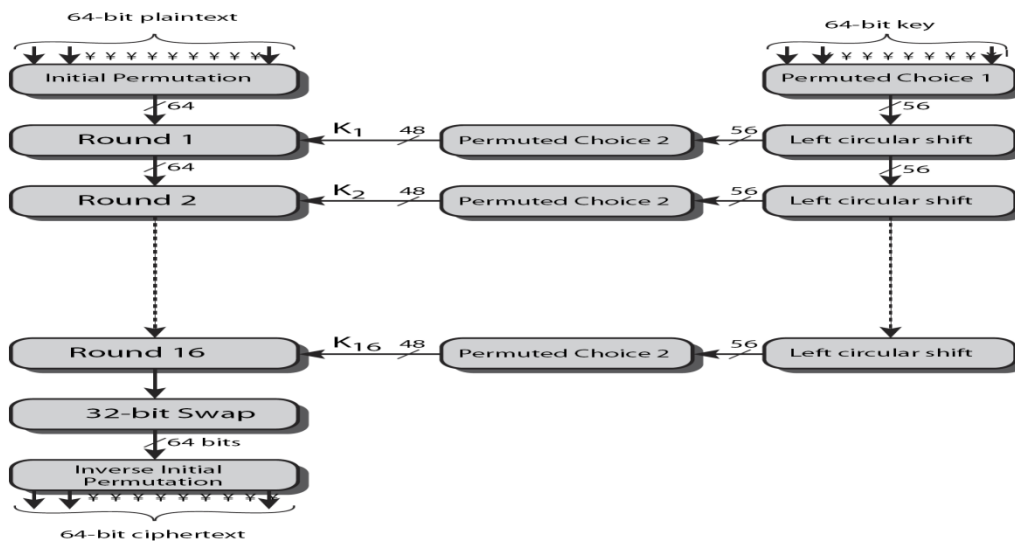 64-bit plaintext
64-bit key
¥ ¥ ¥ ¥ ¥ ¥ ¥ ¥ ¥
¥ ¥ ¥ ¥ ¥ ¥ ¥ ¥
Initial Permutation
Permuted Choice 1
64
56
Round 1
K1
48
Permuted Choice 2
56
Left circular shift
64
56
Round 2
K2
48
Permuted Choice 2
56
Left circular shift
Round 16
K16
48
Permuted Choice 2
56
Left circular shift
32-bit Swap
64 bits
Inverse Initial
Permutation
¥ ¥ ¥ ¥ ¥ ¥ ¥ ¥ ¥ ¥
64-bit ciphertext